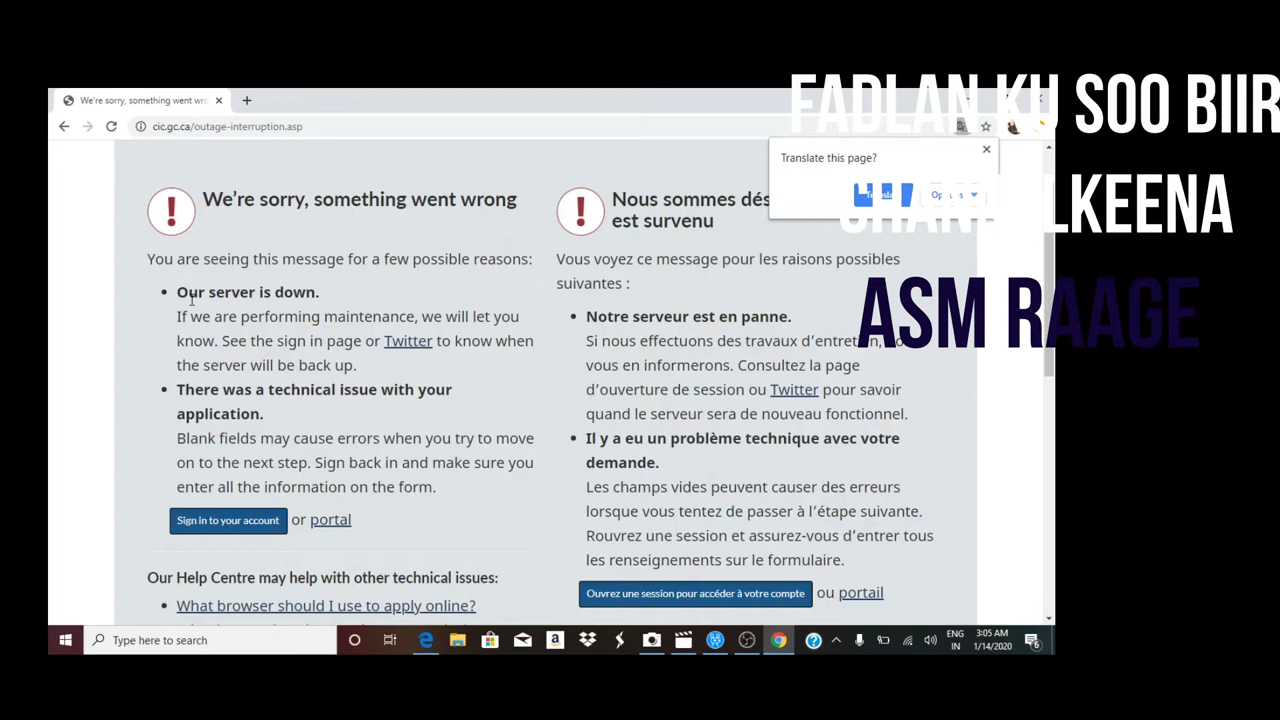 FADLAN KU SOO BIIR
LKEENA
ASM RAAGE
We're sorry, something went wro
cic.gc.ca/outage-interruption.asp
Translate this page?
We're sorry, something went wrong
You are seeing this message for a few possible reasons:
Our server is down.
If we are performing maintenance, we will let you
know. See the sign in page or Twitter to know when
the server will be back up.
There was a technical issue with your
application.
Blank fields may cause errors when you try to move
on to the next step. Sign back in and make sure you
enter all the information on the form.
Sign in to your account or portal
Our Help Centre may help with other technical issues:
What browser should I use to apply online?
Nous sommes dés
est survenu
Vous voyez ce message pour les raisons possibles
suivantes :
Notre serveur est en panne.
Si nous effectuons des travaux d'entretien,
vous en informerons. Consultez la page
d'ouverture de session ou Twitter pour savoir
quand le serveur sera de nouveau fonctionnel.
Il y a eu un problème technique avec votre
demande.
Les champs vides peuvent causer des erreurs
lorsque vous tentez de passer à l'étape suivante.
Rouvrez une session et assurez-vous d'entrer tous
les renseignements sur le formulaire.
Ouvrez une session pour accéder à votre compte ou portail
Type here to search
ENG
IN
3:05 AM
1/14/2020
6